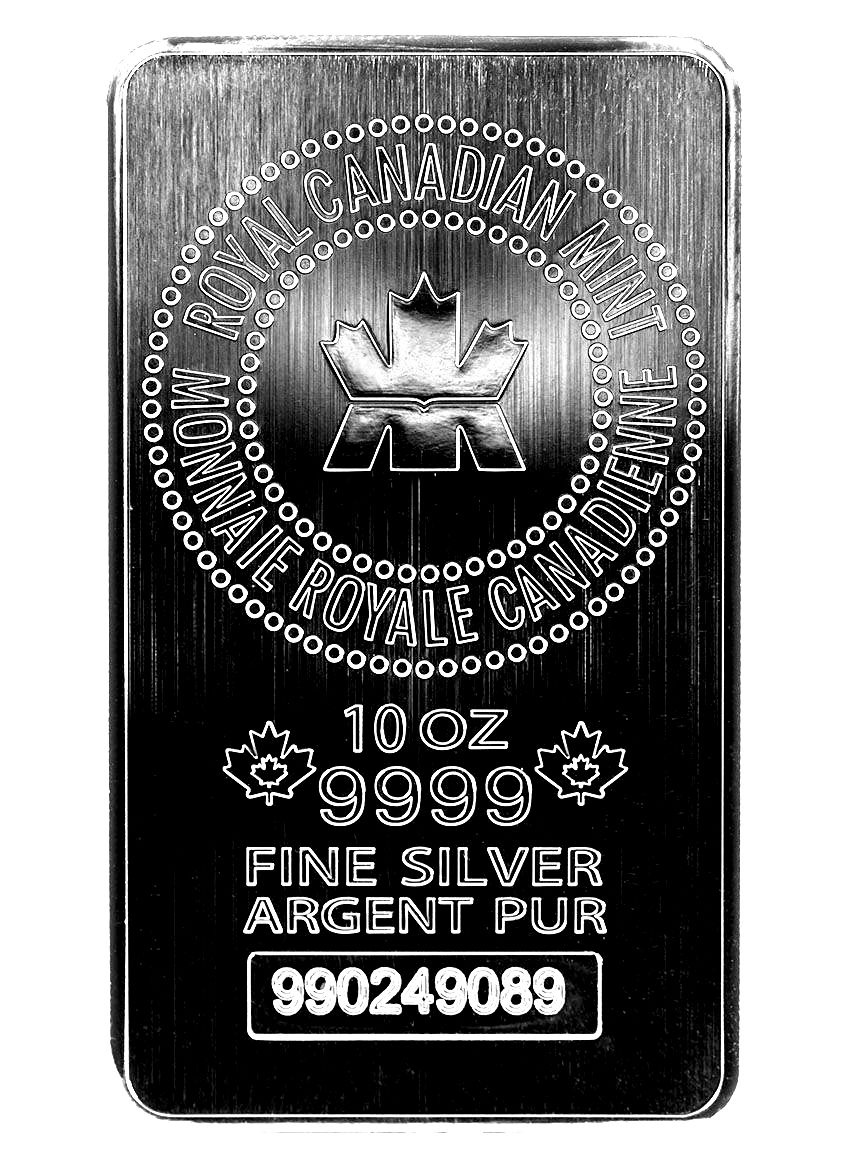 ROYAL CANADIAN MINT
MONNAIE ROYALE CANADIENNE
10 OZ
9999
FINE SILVER
ARGENT PUR
990249089